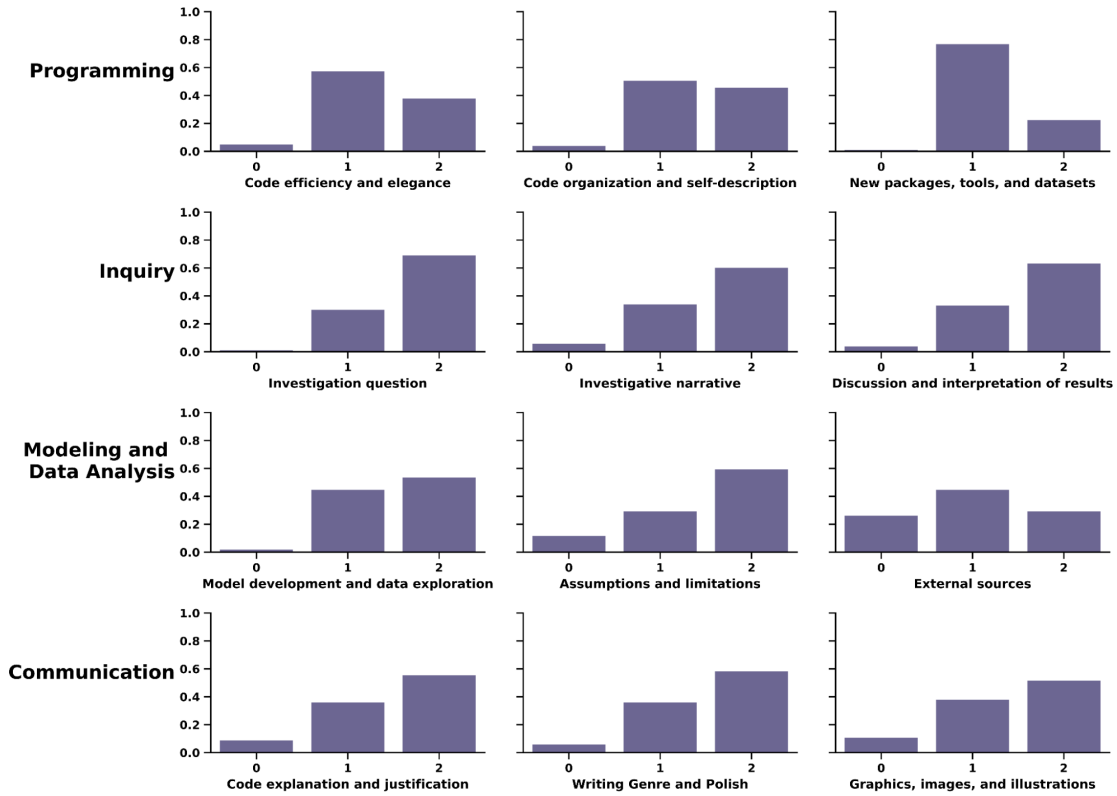 Programming
1.0
0.8
0.6
0.4
0.2
0.0
0 1 2
Code efficiency and elegance
0 1 2
Code organization and self-description
0 1 2
New packages, tools, and datasets
Inquiry
1.0
0.8
0.6
0.4
0.2
0.0
0 1 2
Investigation question
0 1 2
Investigative narrative
0 1 2
Discussion and interpretation of results
Modeling and
Data Analysis
1.0
0.8
0.6
0.4
0.2
0.0
0 1 2
Model development and data exploration
0 1 2
Assumptions and limitations
0 1 2
External sources
Communication
1.0
0.8
0.6
0.4
0.2
0.0
0 1 2
Code explanation and justification
0 1 2
Writing Genre and Polish
0 1 2
Graphics, images, and illustrations